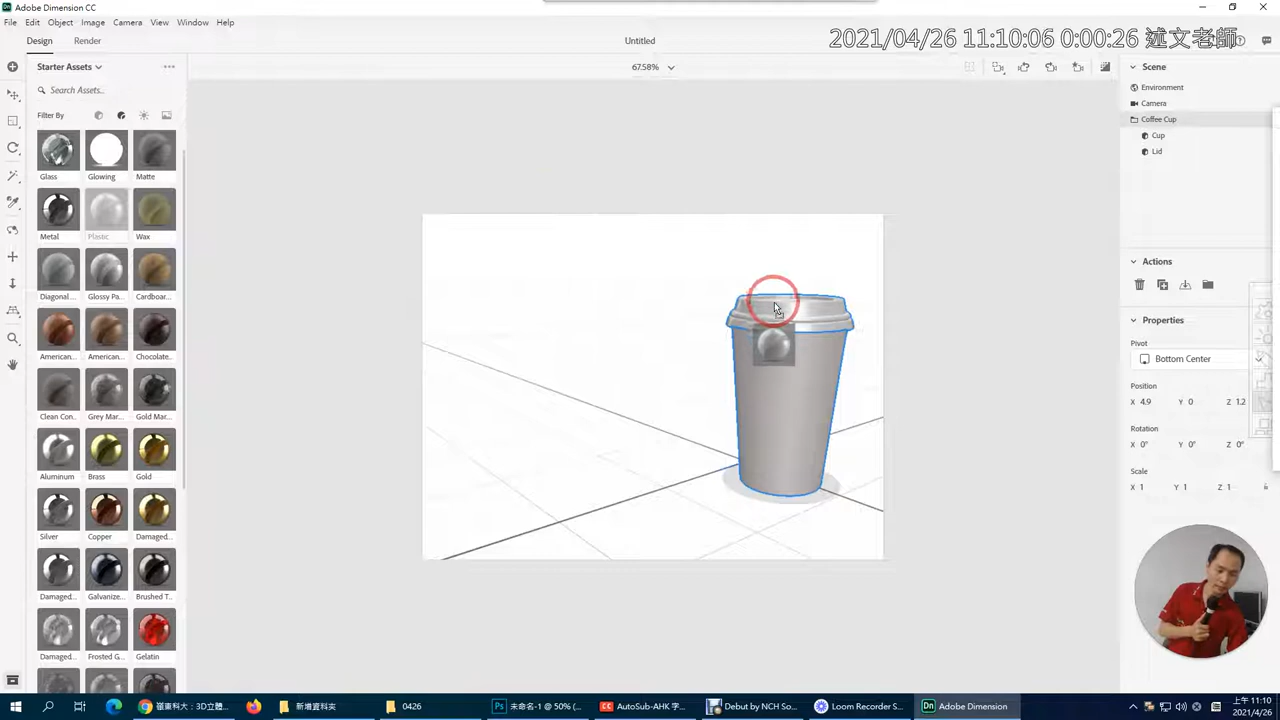 Adobe Dimension CC
File Edit Object Image Camera View Window Help
Design Render Untitled
2021/04/26 11:10:06 0:00:26 述文老師
Starter Assets
67.58%
Search Assets...
Filter By
Glass Glowing Matte
Metal Plastic Wax
Diagonal ... Glossy Pa... Cardboar...
American... American... Chocolate...
Clean Con... Grey Mar... Gold Mar...
Aluminum Brass Gold
Silver Copper Damaged...
Damaged... Galvanize... Brushed T...
Damaged... Frosted G... Gelatin
Scene
Environment
Camera
Coffee Cup
Cup
Lid
Actions
Properties
Pivot
Bottom Center
Position
X 4.9 Y 0 Z 1.2
Rotation
X 0° Y 0° Z 0°
Scale
X 1 Y 1 Z 1
新增資料夾
0426
未命名-1 @ 50% (...
AutoSub-AHK 字...
Debut by NCH So...
Loom Recorder S...
Adobe Dimension
上午 11:10
2021/4/26